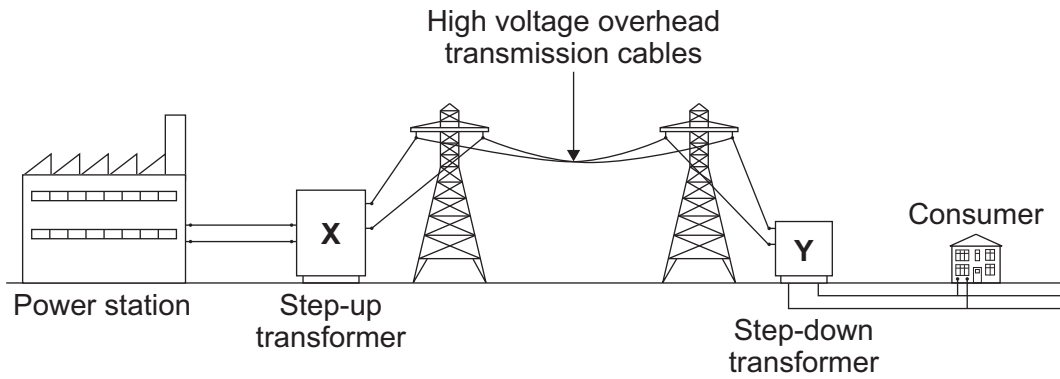 High voltage overhead
transmission cables
X
Y
Consumer
Power station
Step-up
transformer
Step-down
transformer